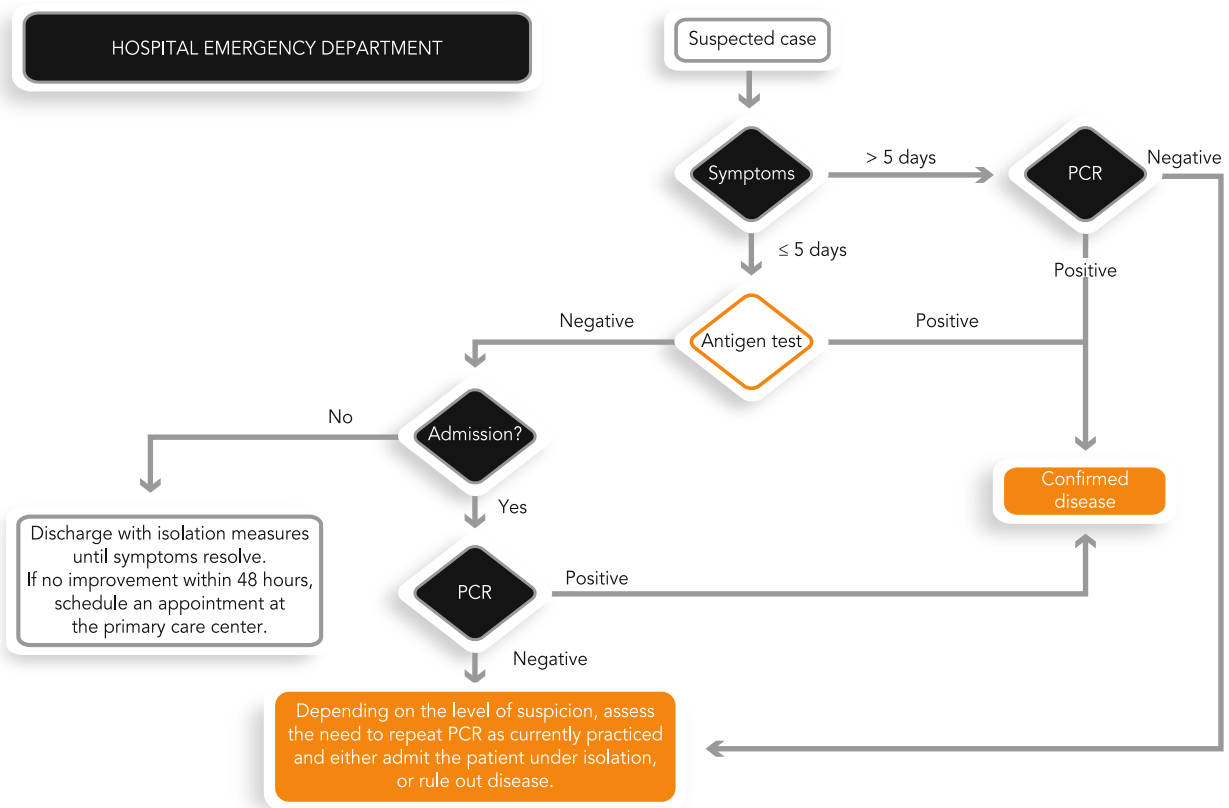 HOSPITAL EMERGENCY DEPARTMENT
Suspected case
Symptoms
> 5 days
PCR
Negative
≤ 5 days
Positive
Negative
Antigen test
Positive
No
Admission?
Yes
Confirmed
disease
Discharge with isolation measures
until symptoms resolve.
If no improvement within 48 hours,
schedule an appointment at
the primary care center.
PCR
Positive
Negative
Depending on the level of suspicion, assess
the need to repeat PCR as currently practiced
and either admit the patient under isolation,
or rule out disease.